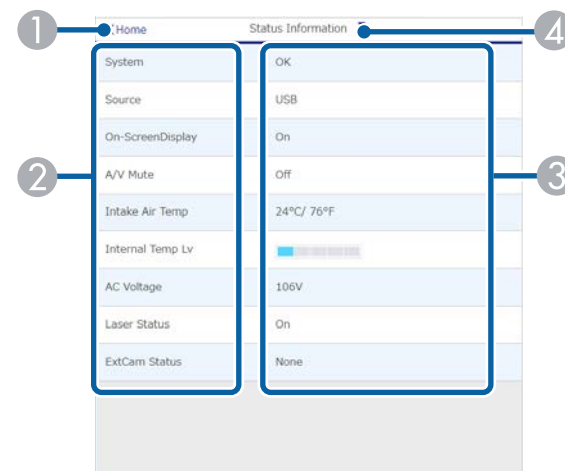 1
Home
Status Information
4
System OK
Source USB
On-ScreenDisplay On
2
A/V Mute Off
3
Intake Air Temp 24°C/ 76°F
Internal Temp Lv
AC Voltage 106V
Laser Status On
ExtCam Status None